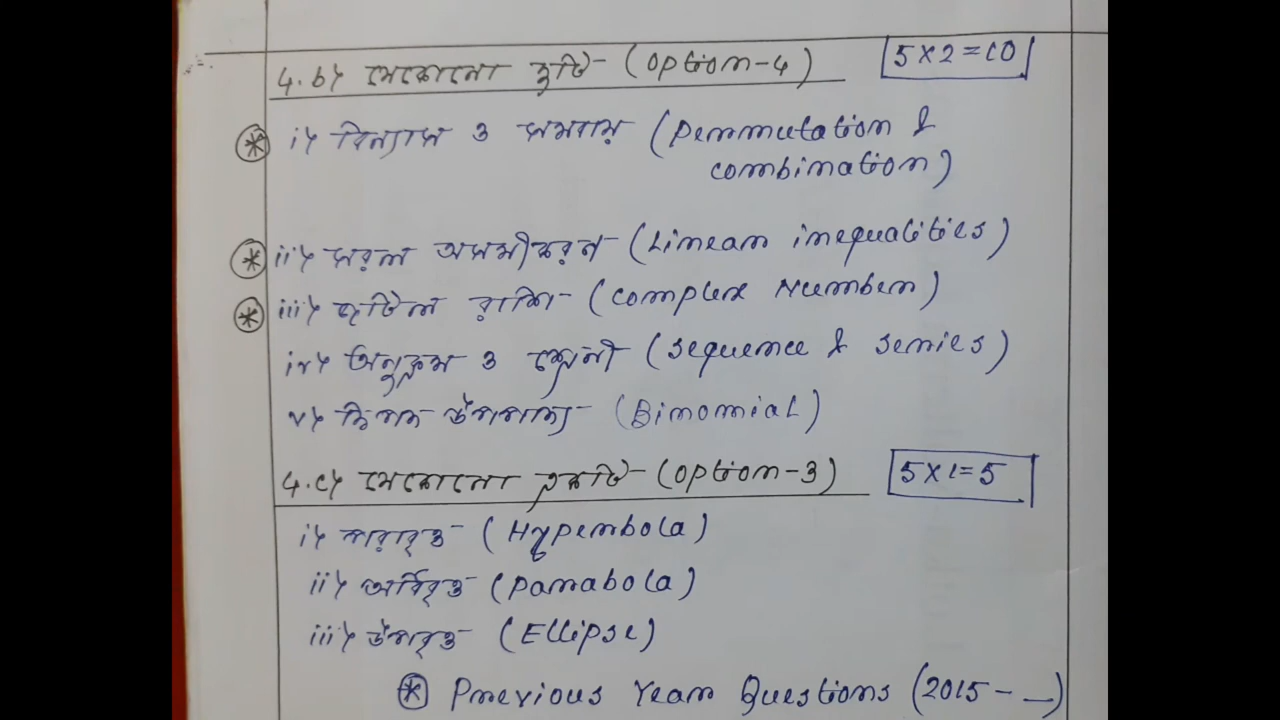 4.b) যেকোনো দুটি- (Option-4) 5×2=10
i) বিন্যাস ও সমবায় (Permutation &
combination)
ii) সরল অসমীকরণ (Linear inequalities)
iii) জটিল রাশি- (Complex Number)
iv) অনুক্রম ও শ্রেণী (Sequence & series)
v) দ্বিপদ উপপাদ্য- (Binomial)
4.c) যেকোনো একটি- (Option-3) 5×1=5
i) পরাবৃত্ত (Hyperbola)
ii) অধিবৃত্ত (Parabola)
iii) উপবৃত্ত (Ellipse)
Previous Year Questions (2015- _)